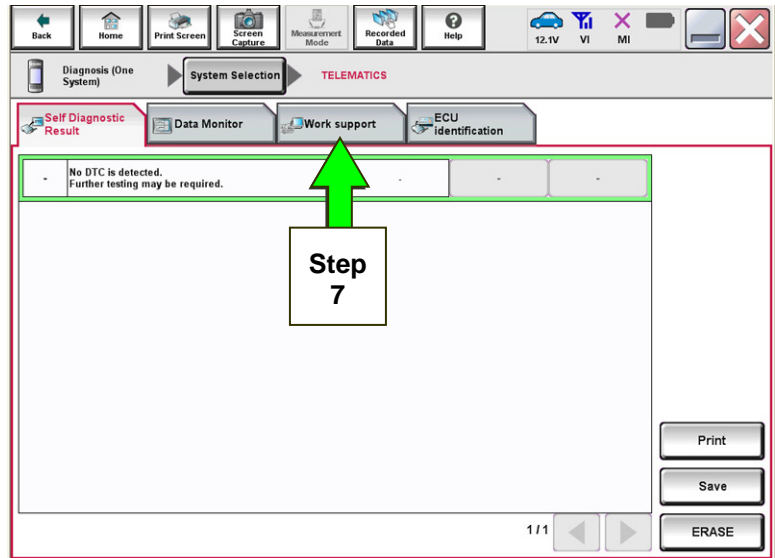 Back
Home
Print Screen
Screen
Capture
Measurement
Mode
Recorded
Data
Help
12.1V
VI
MI
Diagnosis (One
System)
System Selection
TELEMATICS
Self Diagnostic
Result
Data Monitor
Work support
ECU
identification
-
No DTC is detected.
Further testing may be required.
-
-
-
Step
7
Print
Save
1/1
ERASE